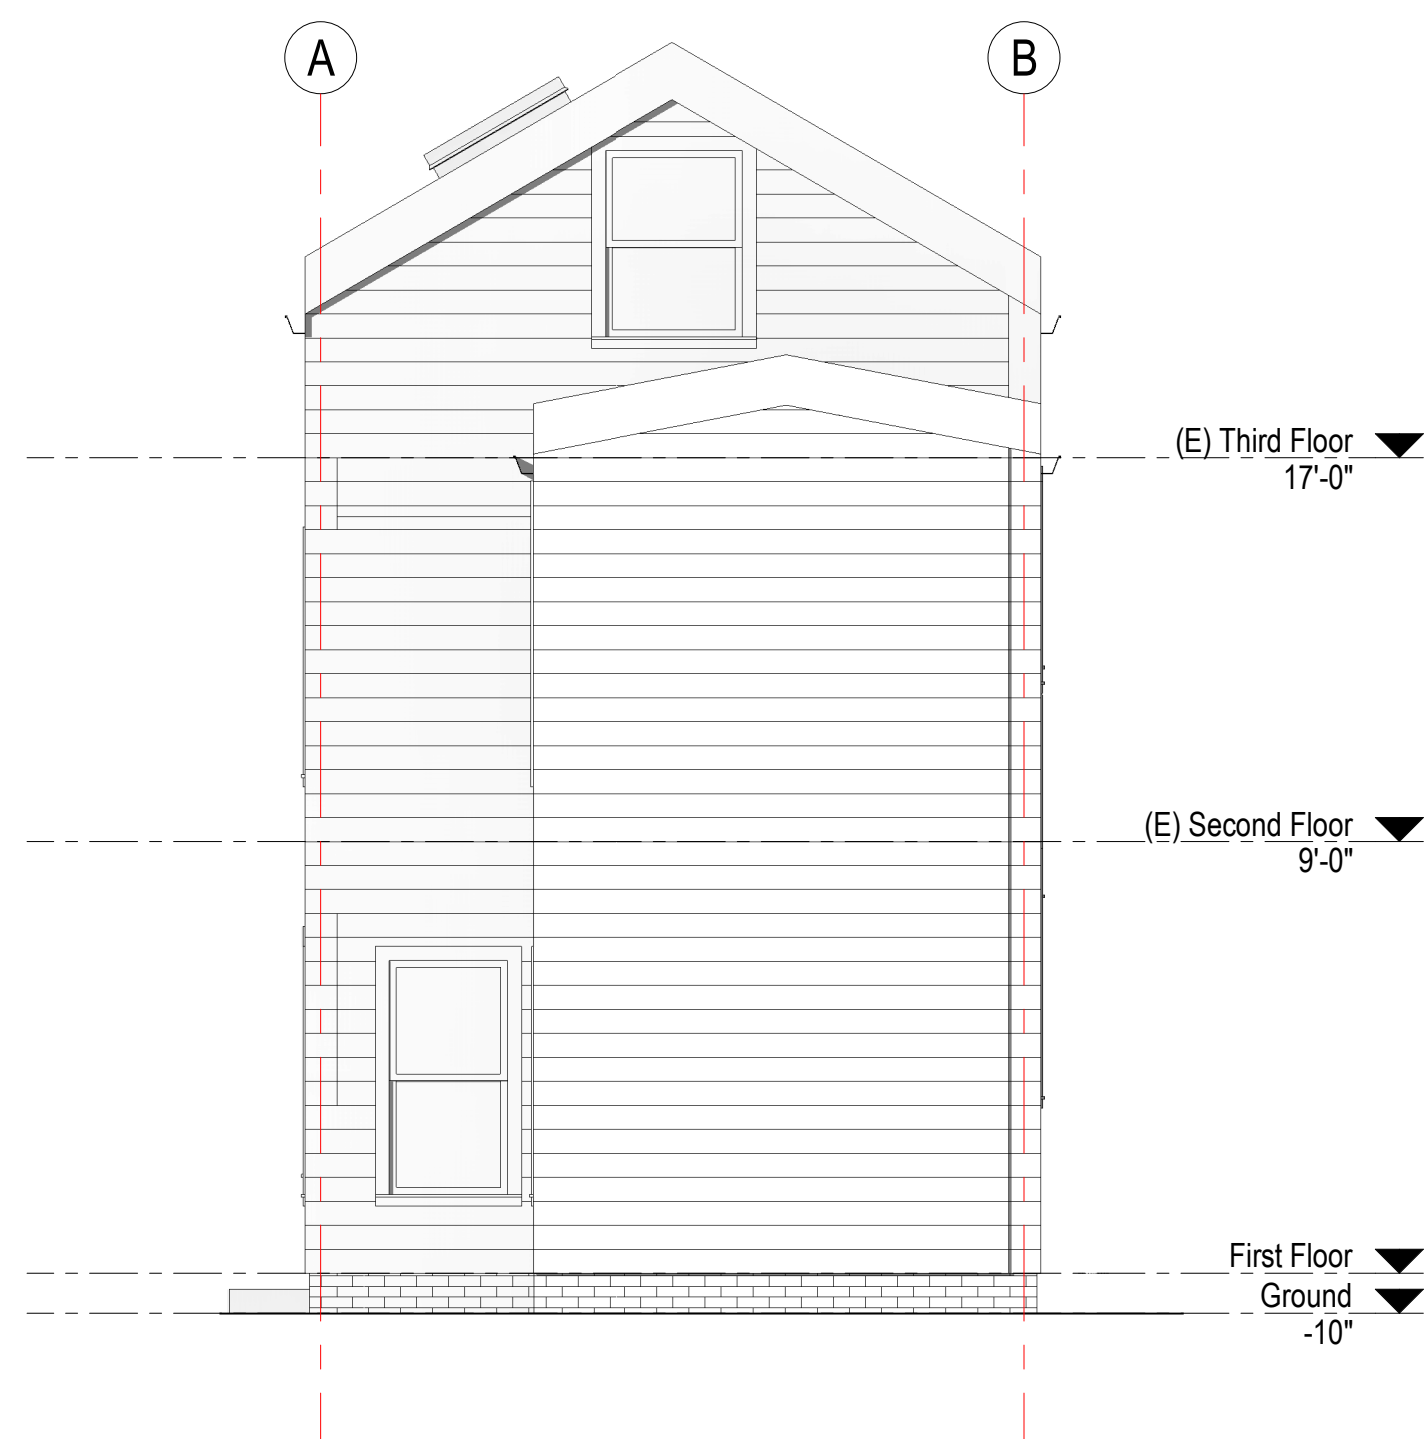 A
B
(E) Third Floor
17'-0"
(E) Second Floor
9'-0"
First Floor
Ground
-10"